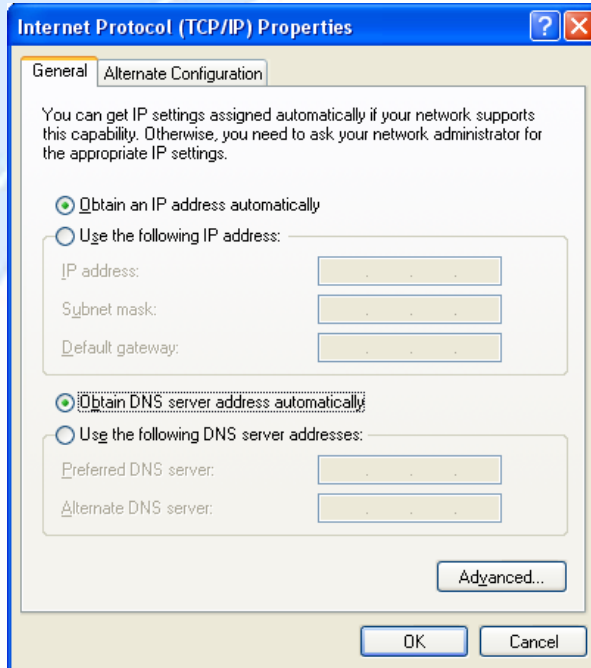 Internet Protocol (TCP/IP) Properties
General
Alternate Configuration
You can get IP settings assigned automatically if your network supports
this capability. Otherwise, you need to ask your network administrator for
the appropriate IP settings.
Obtain an IP address automatically
Use the following IP address:
IP address:
Subnet mask:
Default gateway:
Obtain DNS server address automatically
Use the following DNS server addresses:
Preferred DNS server:
Alternate DNS server:
Advanced...
OK
Cancel